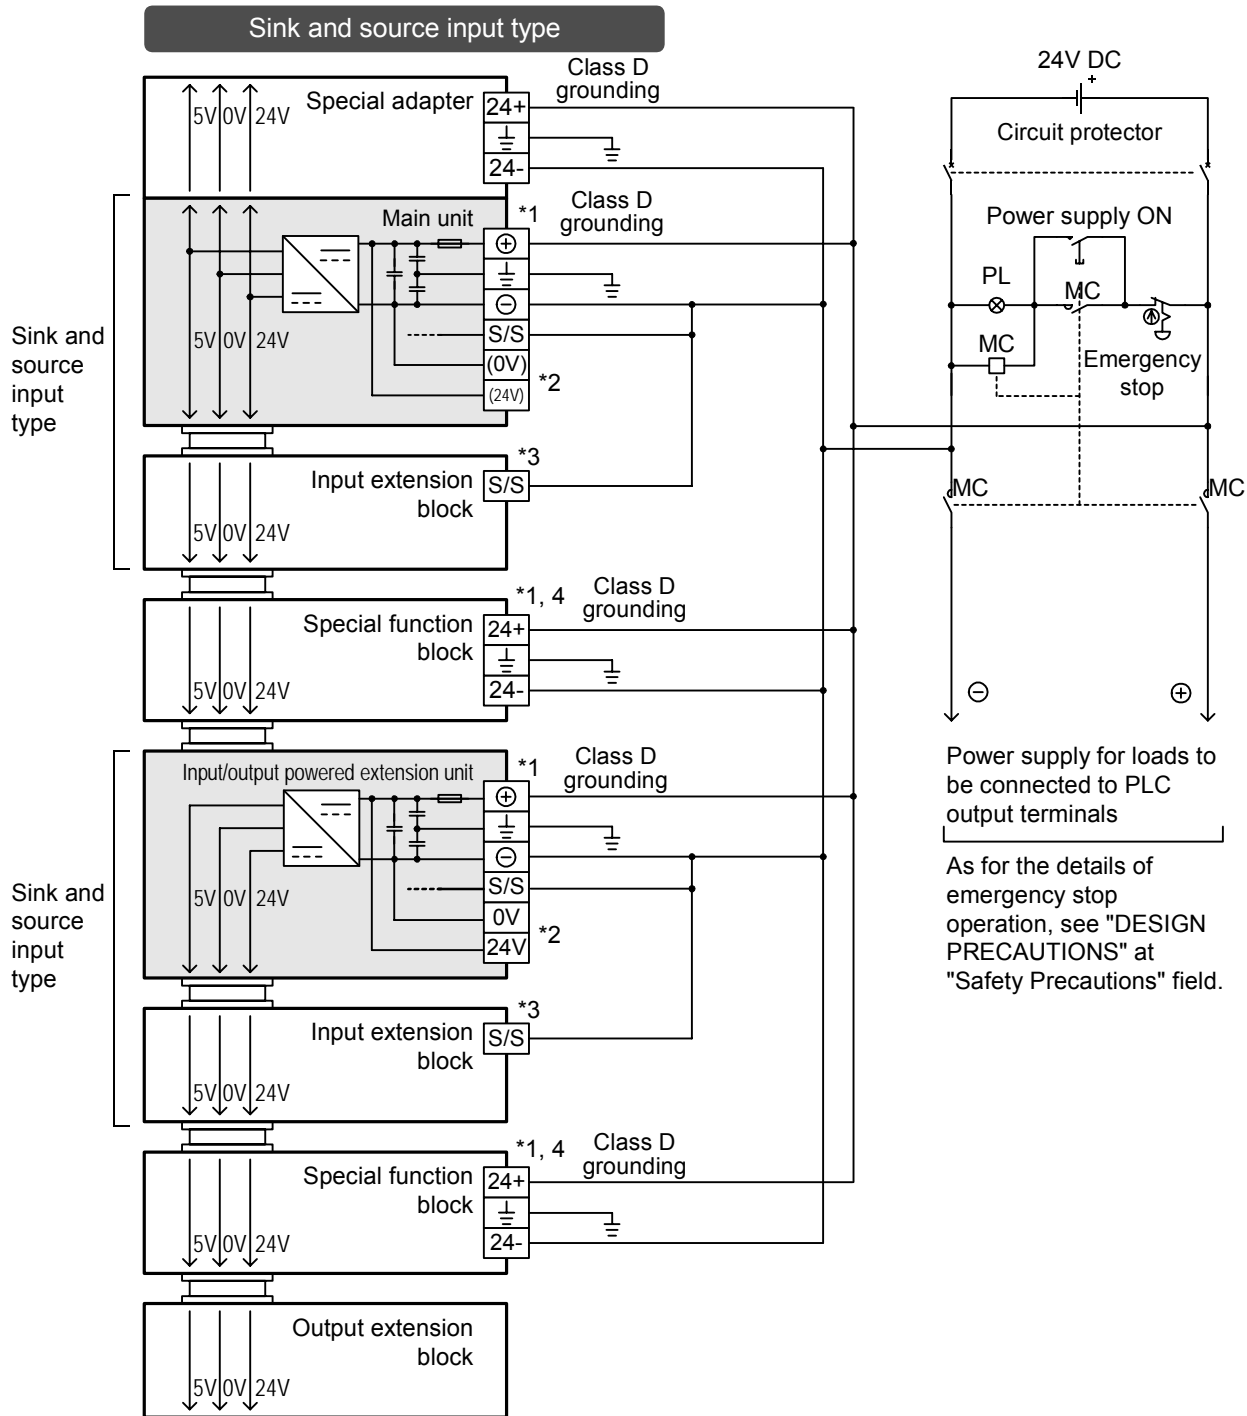 Sink and source input type
Special adapter
5V 0V 24V
24+
24-
Class D
grounding
Main unit
*1
Class D
grounding
S/S
(0V)
(24V)
*2
5V 0V 24V
Sink and
source
input
type
Input extension
block
*3
S/S
5V 0V 24V
Special function
block
*1, 4
Class D
grounding
24+
24-
5V 0V 24V
Input/output powered extension unit
*1
Class D
grounding
S/S
0V
24V
*2
5V 0V 24V
Sink and
source
input
type
Input extension
block
*3
S/S
5V 0V 24V
Special function
block
*1, 4
Class D
grounding
24+
24-
5V 0V 24V
Output extension
block
5V 0V 24V
24V DC
+
Circuit protector
Power supply ON
PL
MC
MC
Emergency
stop
MC
MC
Power supply for loads to
be connected to PLC
output terminals
As for the details of
emergency stop
operation, see "DESIGN
PRECAUTIONS" at
"Safety Precautions" field.